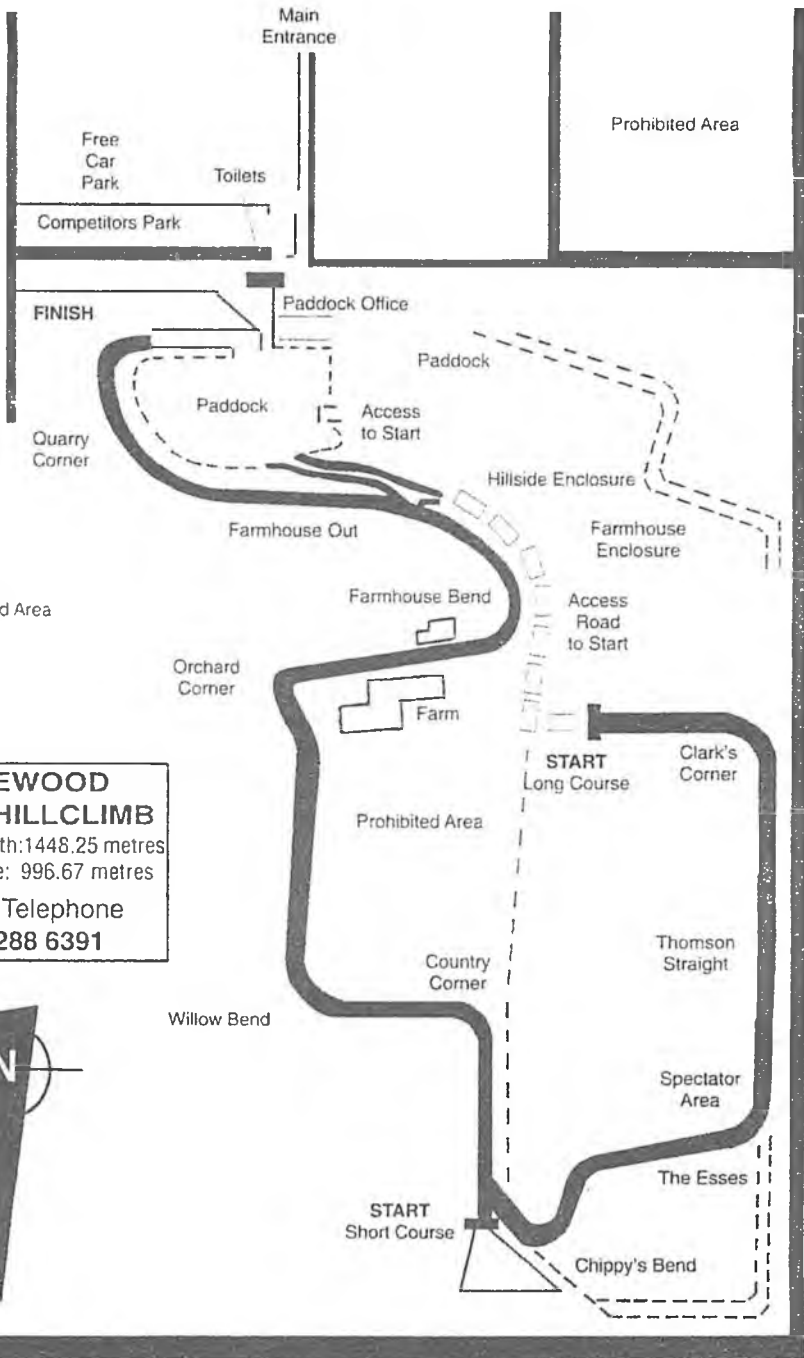 Main
Entrance
Prohibited Area
Free
Car
Park
Toilets
Competitors Park
FINISH
Paddock Office
Paddock
Paddock
Access
to Start
Quarry
Corner
Hillside Enclosure
Farmhouse Out
Farmhouse
Enclosure
d Area
Farmhouse Bend
Access
Road
to Start
Orchard
Corner
Farm
START
Long Course
Clark's
Corner
EWOOD
HILLCLIMB
th:1448.25 metres
e: 996.67 metres
Telephone
288 6391
Prohibited Area
Country
Corner
Thomson
Straight
Willow Bend
N
Spectator
Area
The Esses
START
Short Course
Chippy's Bend